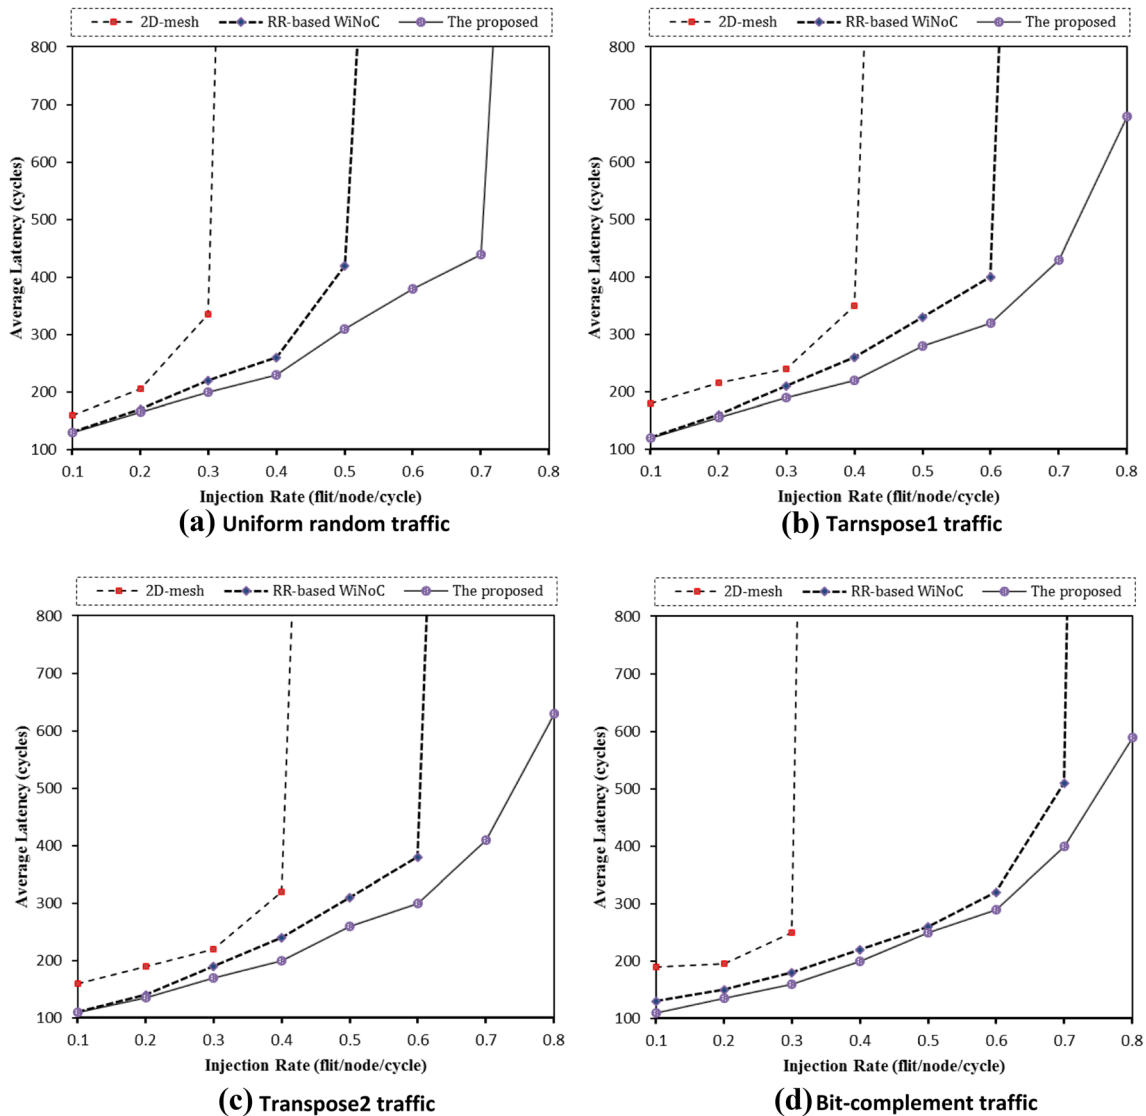 2D-mesh RR-based WiNoC The proposed
800
700
600
500
400
300
200
100
Average Latency (cycles)
0.1 0.2 0.3 0.4 0.5 0.6 0.7 0.8
Injection Rate (flit/node/cycle)
(a) Uniform random traffic
2D-mesh RR-based WiNoC The proposed
800
700
600
500
400
300
200
100
Average Latency (cycles)
0.1 0.2 0.3 0.4 0.5 0.6 0.7 0.8
Injection Rate (flit/node/cycle)
(b) Tarnspose1 traffic
2D-mesh RR-based WiNoC The proposed
800
700
600
500
400
300
200
100
Average Latency (cycles)
0.1 0.2 0.3 0.4 0.5 0.6 0.7 0.8
Injection Rate (flit/node/cycle)
(c) Transpose2 traffic
2D-mesh RR-based WiNoC The proposed
800
700
600
500
400
300
200
100
Average Latency (cycles)
0.1 0.2 0.3 0.4 0.5 0.6 0.7 0.8
Injection Rate (flit/node/cycle)
(d) Bit-complement traffic